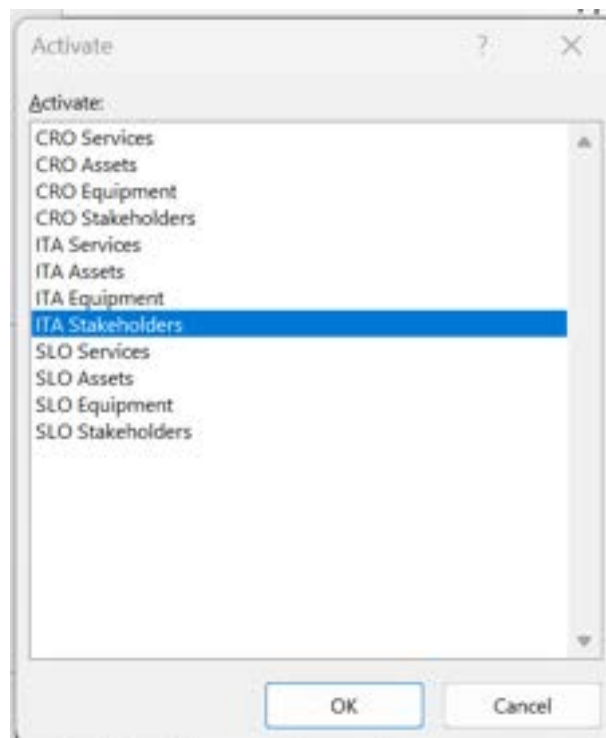 Activate
Activate:
CRO Services
CRO Assets
CRO Equipment
CRO Stakeholders
ITA Services
ITA Assets
ITA Equipment
ITA Stakeholders
SLO Services
SLO Assets
SLO Equipment
SLO Stakeholders
OK
Cancel